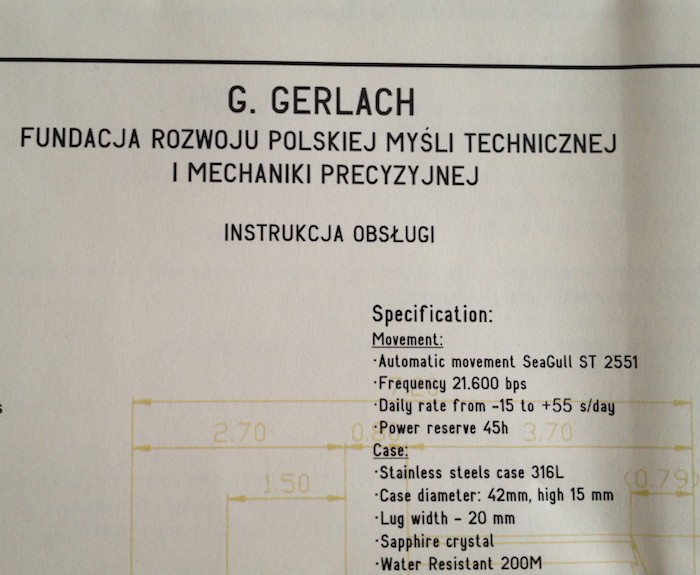 G. GERLACH
FUNDACJA ROZWOJU POLSKIEJ MYŚLI TECHNICZNEJ
I MECHANIKI PRECYZYJNEJ
INSTRUKCJA OBSŁUGI
Specification:
Movement:
·Automatic movement SeaGull ST 2551
·Frequency 21.600 bps
·Daily rate from -15 to +55 s/day
·Power reserve 45h
Case:
·Stainless steels case 316L
·Case diameter: 42mm, high 15 mm
·Lug width - 20 mm
·Sapphire crystal
·Water Resistant 200M
s
2.70
3.70
1.50
(0.79)